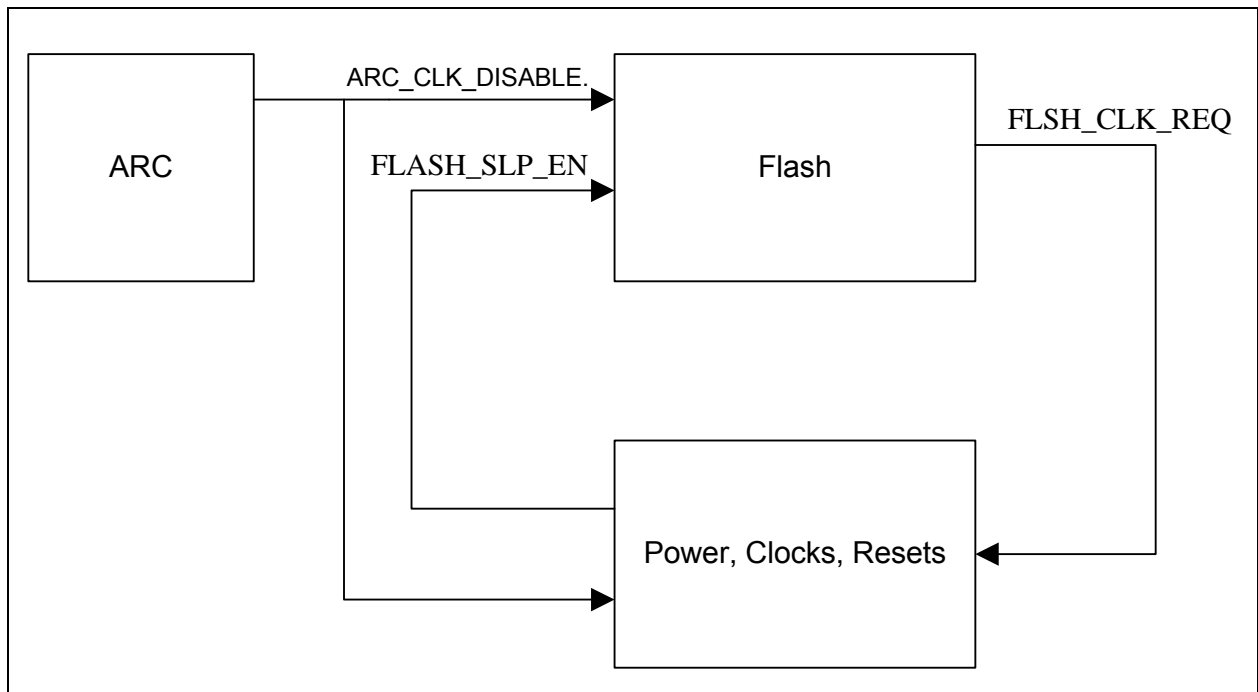 ARC_CLK_DISABLE.
FLSH_CLK_REQ
ARC
FLASH_SLP_EN
Flash
Power, Clocks, Resets